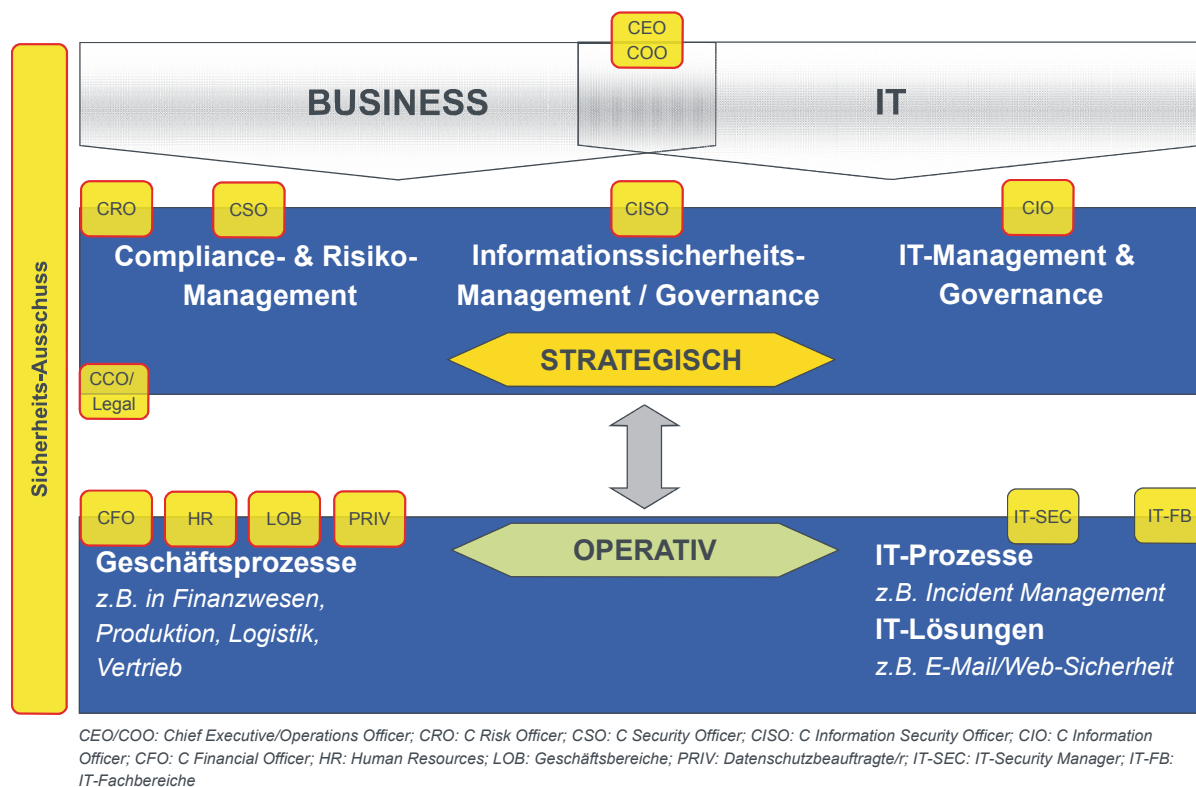 CEO
COO
BUSINESS
IT
Sicherheits-Ausschuss
CRO
CSO
CISO
CIO
Compliance- & Risiko-
Management
Informationssicherheits-
Management / Governance
IT-Management &
Governance
STRATEGISCH
CCO/
Legal
CFO
HR
LOB
PRIV
IT-SEC
IT-FB
OPERATIV
Geschäftsprozesse
z.B. in Finanzwesen,
Produktion, Logistik,
Vertrieb
IT-Prozesse
z.B. Incident Management
IT-Lösungen
z.B. E-Mail/Web-Sicherheit
CEO/COO: Chief Executive/Operations Officer; CRO: C Risk Officer; CSO: C Security Officer; CISO: C Information Security Officer; CIO: C Information
Officer; CFO: C Financial Officer; HR: Human Resources; LOB: Geschäftsbereiche; PRIV: Datenschutzbeauftragte/r; IT-SEC: IT-Security Manager; IT-FB:
IT-Fachbereiche